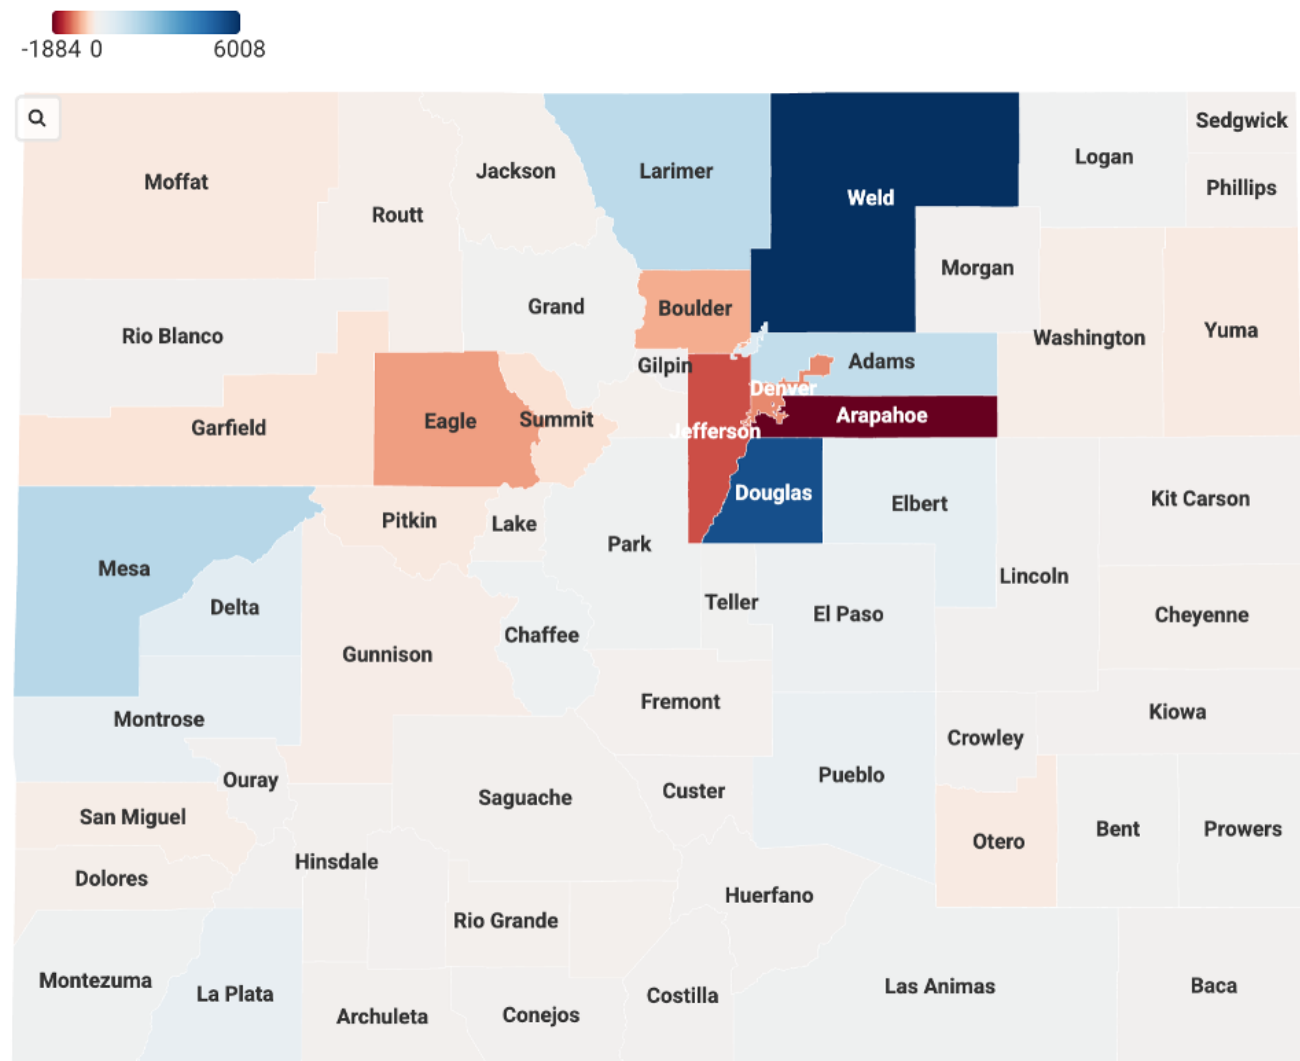 -1884 0 6008
Sedgwick
Logan
Jackson
Larimer
Moffat
Phillips
Weld
Routt
Morgan
Grand
Boulder
Yuma
Rio Blanco
Washington
Gilpin
Adams
Denver
Arapahoe
Summit
Eagle
Garfield
Jefferson
Douglas
Kit Carson
Elbert
Pitkin
Lake
Park
Mesa
Lincoln
Teller
Delta
El Paso
Cheyenne
Chaffee
Gunnison
Fremont
Kiowa
Montrose
Crowley
Pueblo
Ouray
Custer
Saguache
San Miguel
Bent
Prowers
Otero
Hinsdale
Dolores
Huerfano
Rio Grande
Montezuma
Las Animas
Baca
La Plata
Costilla
Conejos
Archuleta